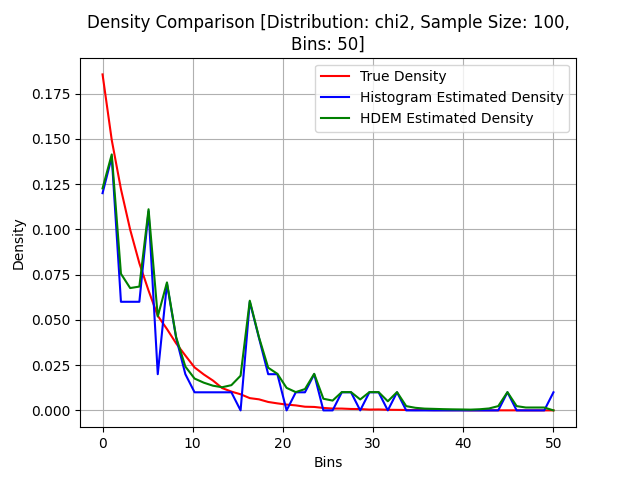 Density Comparison [Distribution: chi2, Sample Size: 100,
Bins: 50]
True Density
Histogram Estimated Density
HDEM Estimated Density
Density
0.175
0.150
0.125
0.100
0.075
0.050
0.025
0.000
0 10 20 30 40 50
Bins